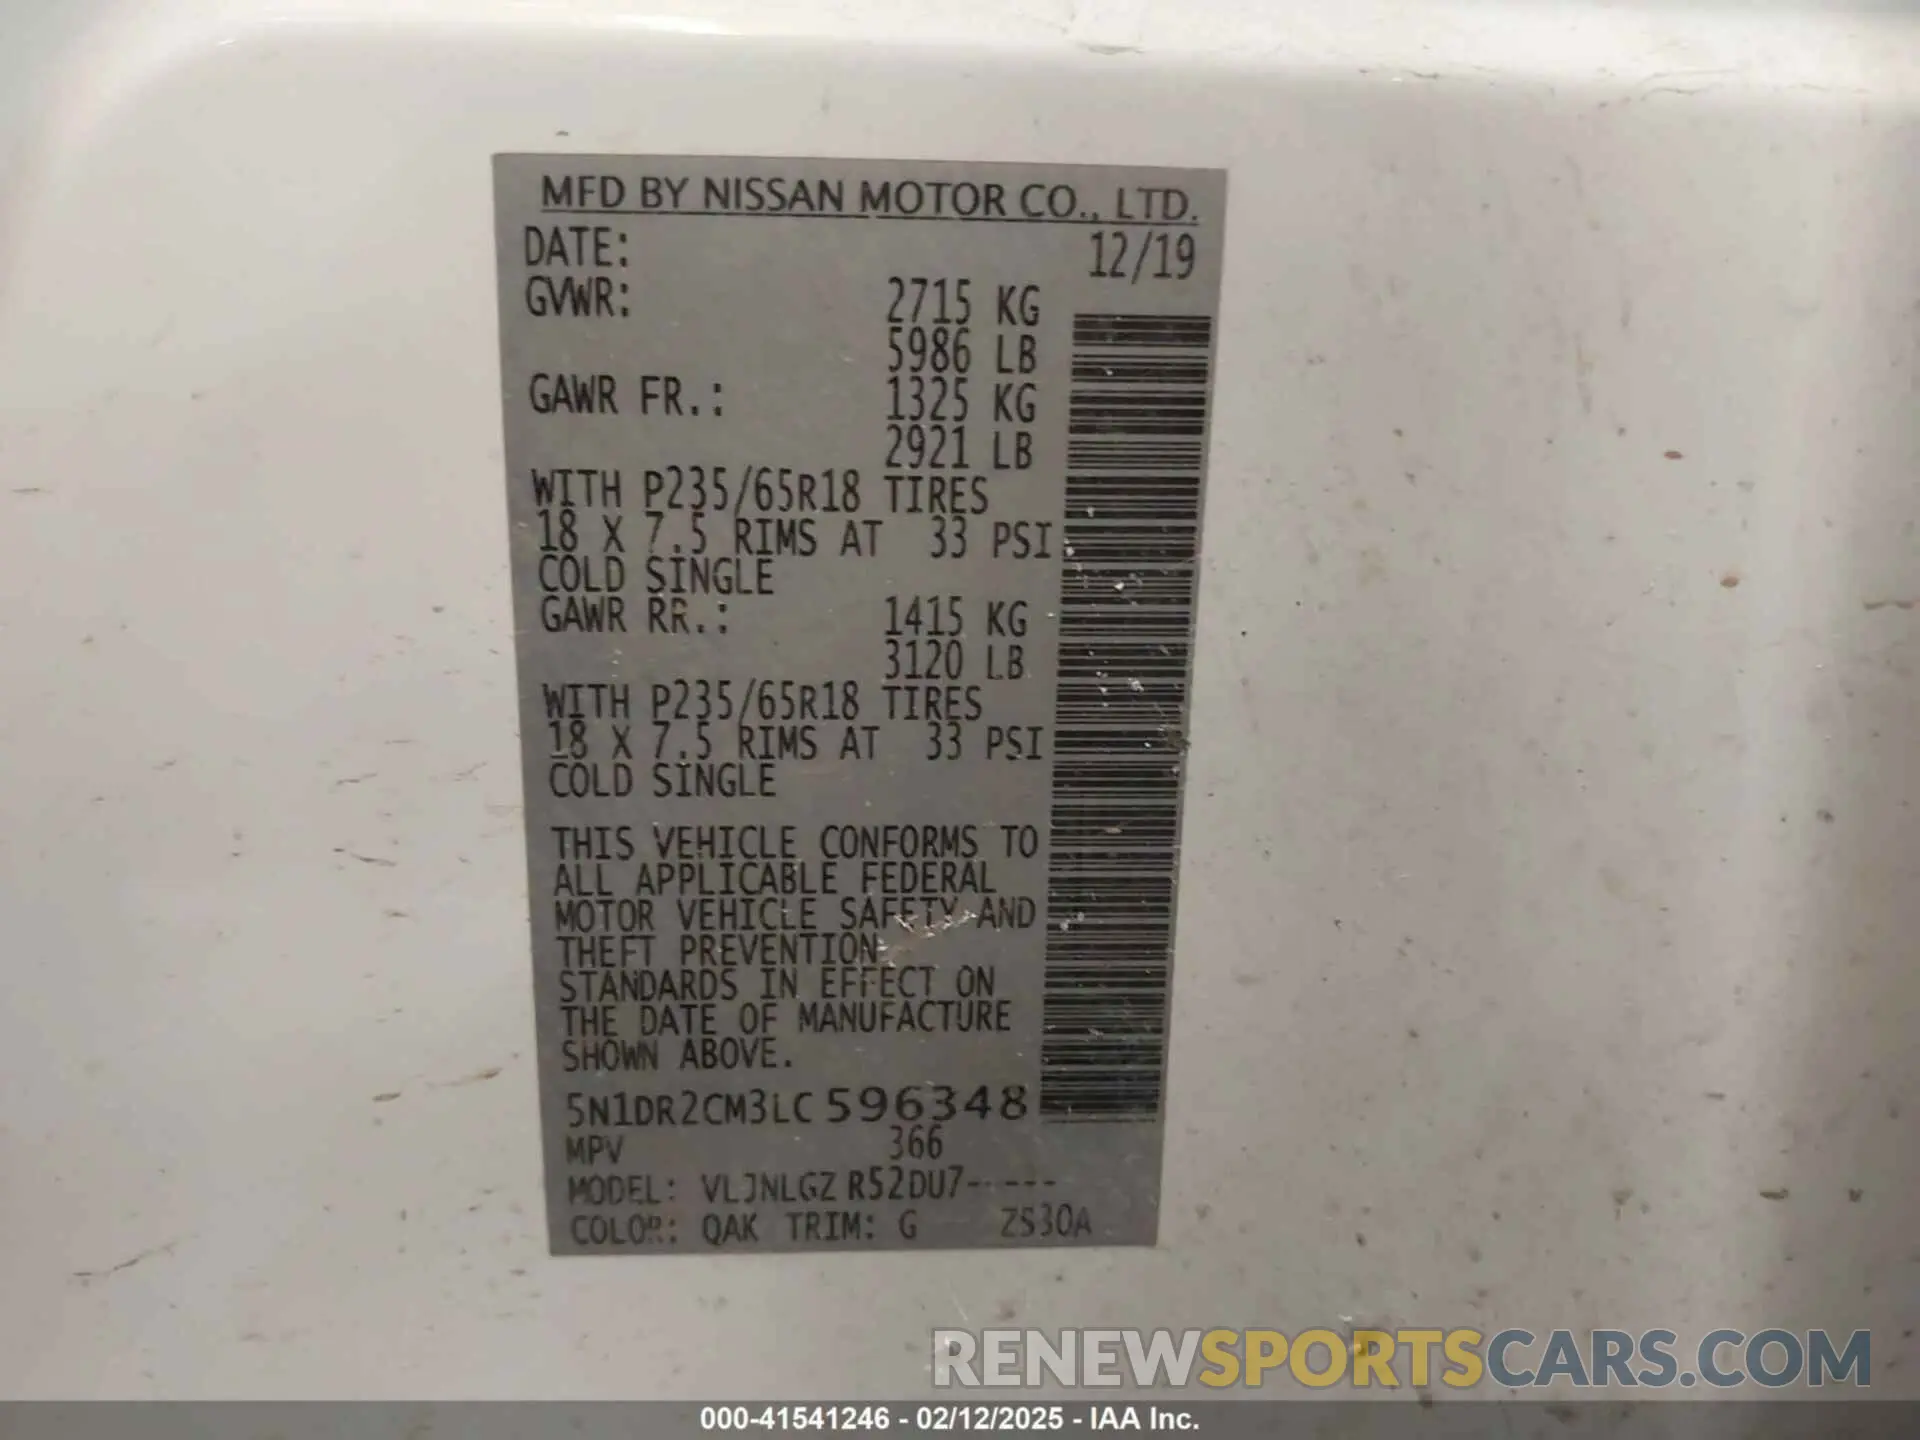 MFD BY NISSAN MOTOR CO., LTD.
DATE: 12/19
GVWR: 2715 KG
5986 LB
GAWR FR.: 1325 KG
2921 LB
WITH P235/65R18 TIRES
18 X 7.5 RIMS AT 33 PSI
COLD SINGLE
GAWR RR.: 1415 KG
3120 LB
WITH P235/65R18 TIRES
18 X 7.5 RIMS AT 33 PSI
COLD SINGLE
THIS VEHICLE CONFORMS TO
ALL APPLICABLE FEDERAL
MOTOR VEHICLE SAFETY AND
THEFT PREVENTION
STANDARDS IN EFFECT ON
THE DATE OF MANUFACTURE
SHOWN ABOVE.
5N1DR2CM3LC596348
MPV 366
MODEL: VLJNLGZ R52DU7-----
COLOR: QAK TRIM: G ZS30A
RENEWSPORTSCARS.COM
000-41541246 - 02/12/2025 - IAA Inc.